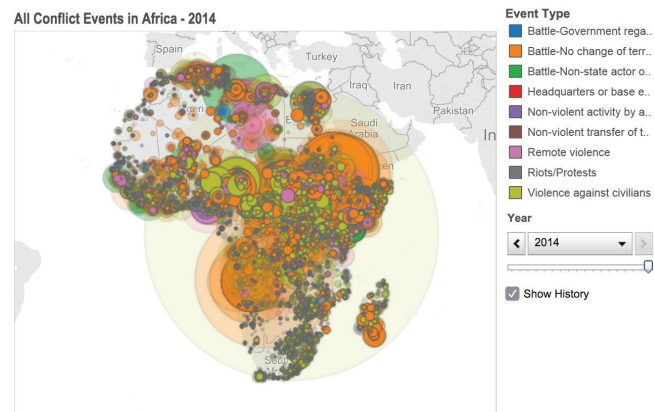 All Conflict Events in Africa - 2014
Spain
Turkey
Iraq
Iran
Pakistan
Saudi
Arabia
In
Event Type
Battle-Government rega..
Battle-No change of terr...
Battle-Non-state actor o..
Headquarters or base e..
Non-violent activity by a..
Non-violent transfer of t..
Remote violence
Riots/Protests
Violence against civilians
Year
2014
Show History